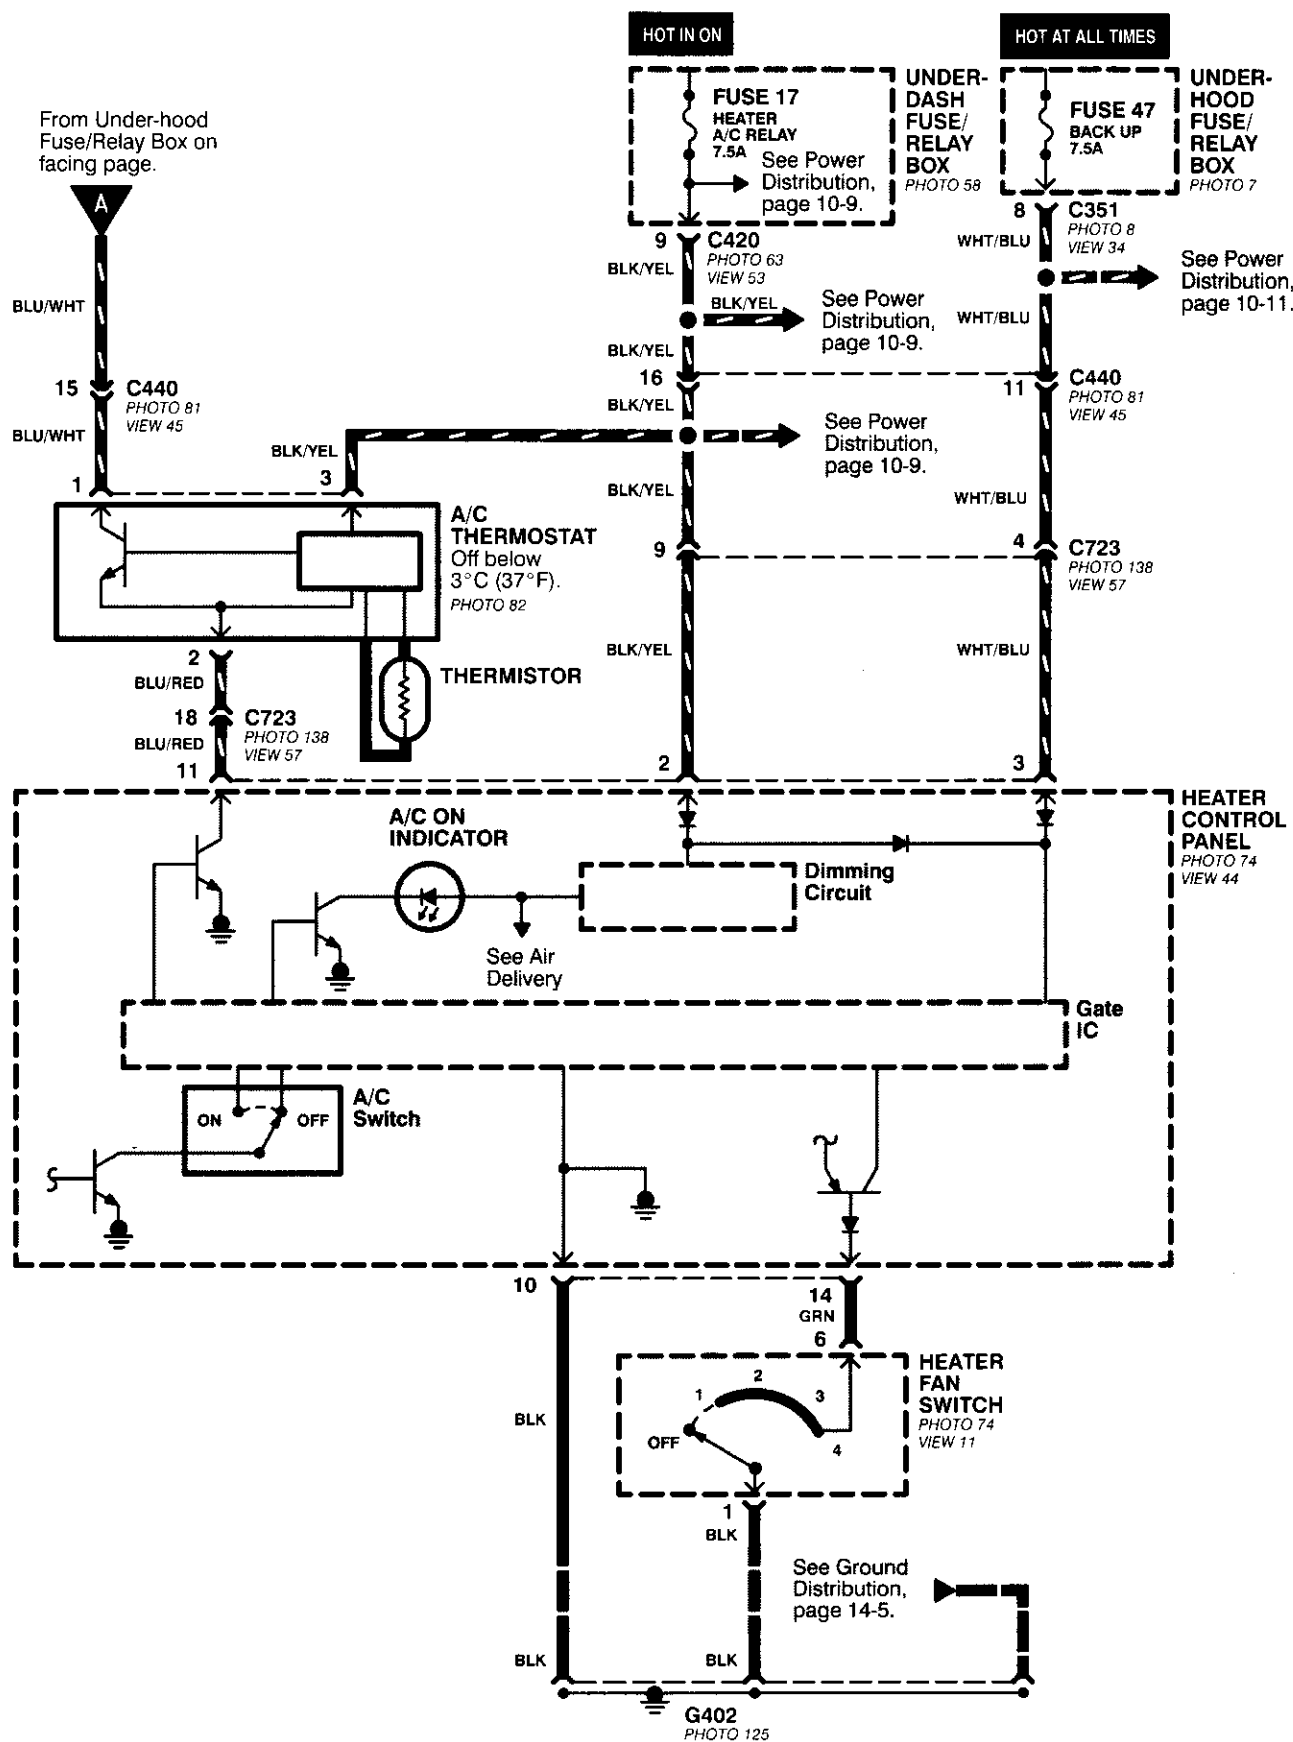 HOT IN ON
HOT AT ALL TIMES
From Under-hood
Fuse/Relay Box on
facing page.
A
FUSE 17
HEATER
A/C RELAY
7.5A
See Power
Distribution,
page 10-9.
UNDER-
DASH
FUSE/
RELAY
BOX
PHOTO 58
FUSE 47
BACK UP
7.5A
UNDER-
HOOD
FUSE/
RELAY
BOX
PHOTO 7
9
C420
PHOTO 63
VIEW 53
BLK/YEL
8
C351
PHOTO 8
VIEW 34
WHT/BLU
See Power
Distribution,
page 10-11.
BLU/WHT
BLK/YEL
See Power
Distribution,
page 10-9.
WHT/BLU
BLK/YEL
15
C440
PHOTO 81
VIEW 45
16
11
C440
PHOTO 81
VIEW 45
BLK/YEL
BLU/WHT
BLK/YEL
See Power
Distribution,
page 10-9.
1
3
BLK/YEL
WHT/BLU
A/C
THERMOSTAT
Off below
3°C (37°F).
PHOTO 82
9
4
C723
PHOTO 138
VIEW 57
2
BLU/RED
THERMISTOR
BLK/YEL
WHT/BLU
18
C723
PHOTO 138
VIEW 57
BLU/RED
11
2
3
HEATER
CONTROL
PANEL
PHOTO 74
VIEW 44
A/C ON
INDICATOR
Dimming
Circuit
See Air
Delivery
Gate
IC
A/C
Switch
ON
OFF
10
14
GRN
6
HEATER
FAN
SWITCH
PHOTO 74
VIEW 11
1
2
3
4
OFF
BLK
1
BLK
See Ground
Distribution,
page 14-5.
BLK
BLK
G402
PHOTO 125